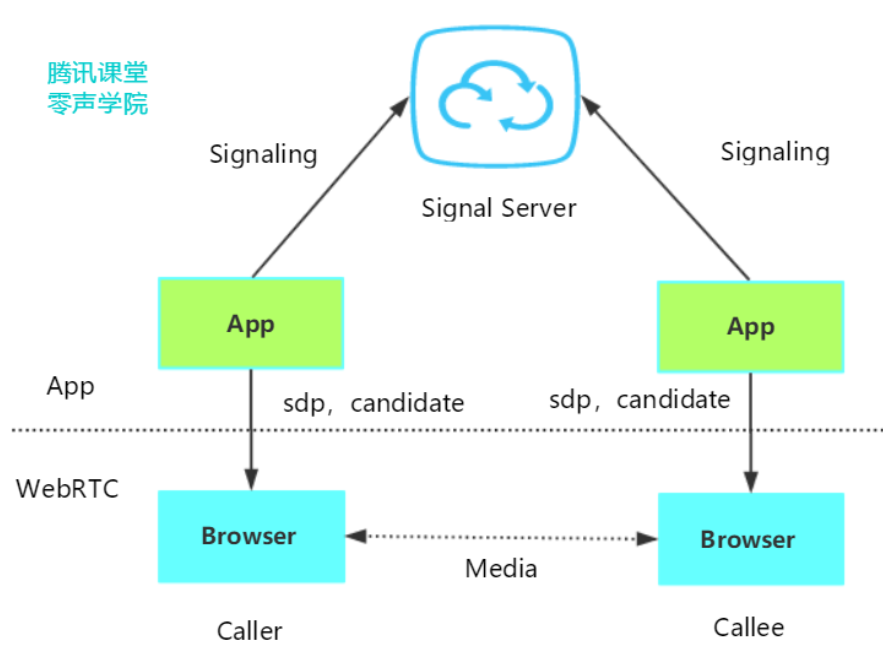 腾讯课堂
零声学院
Signaling
Signaling
Signal Server
App
App
App
sdp，candidate
sdp，candidate
WebRTC
Browser
Browser
Media
Caller
Callee